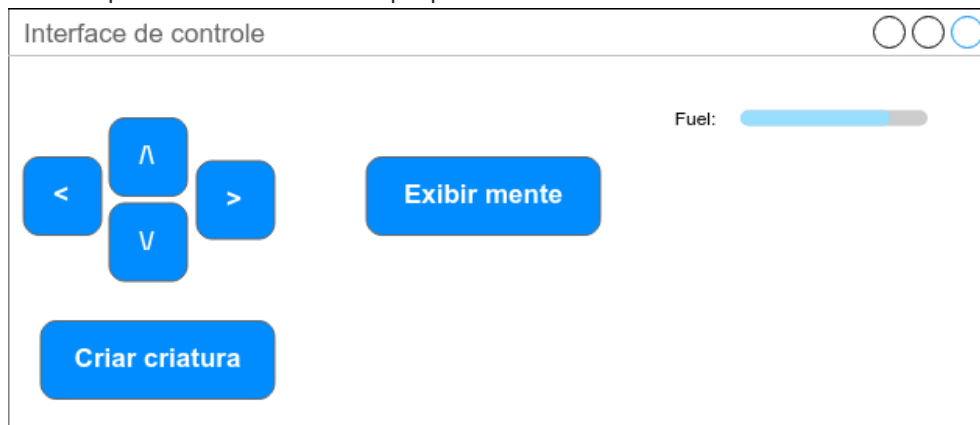 Interface de controle
Fuel:
/\
<
>
Exibir mente
\/
Criar criatura